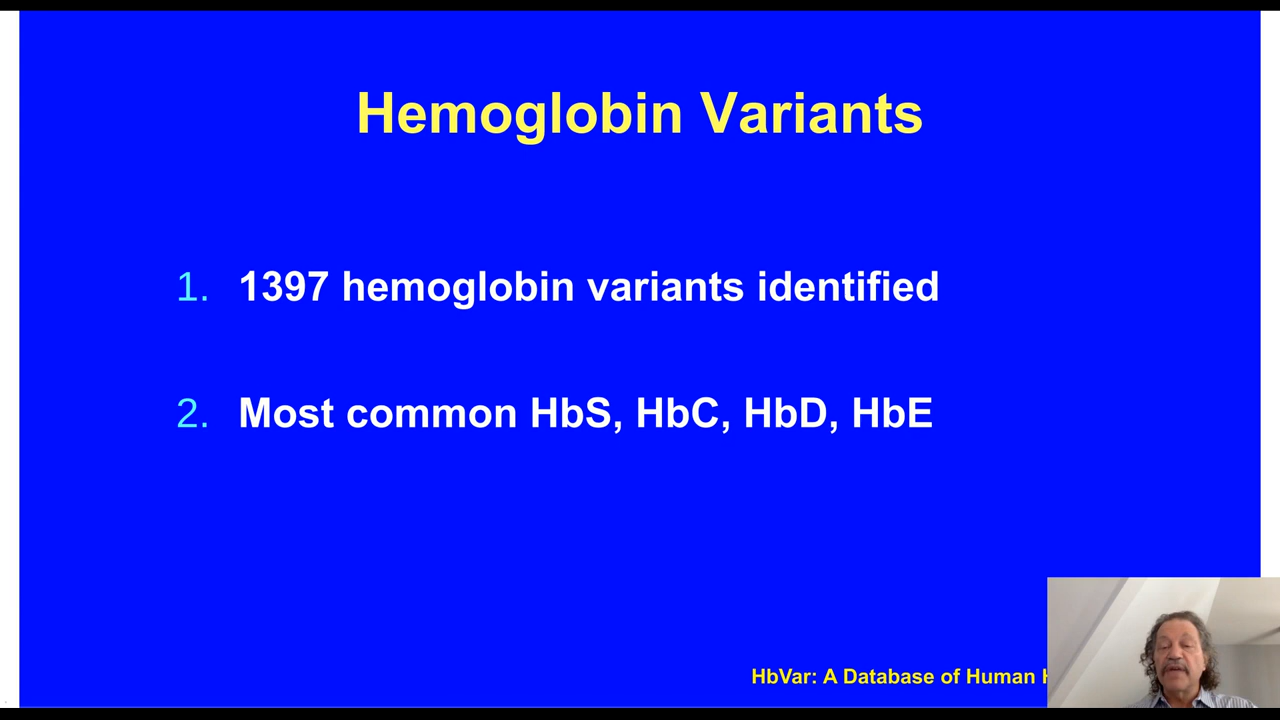 Hemoglobin Variants
1. 1397 hemoglobin variants identified
2. Most common HbS, HbC, HbD, HbE
HbVar: A Database of Human